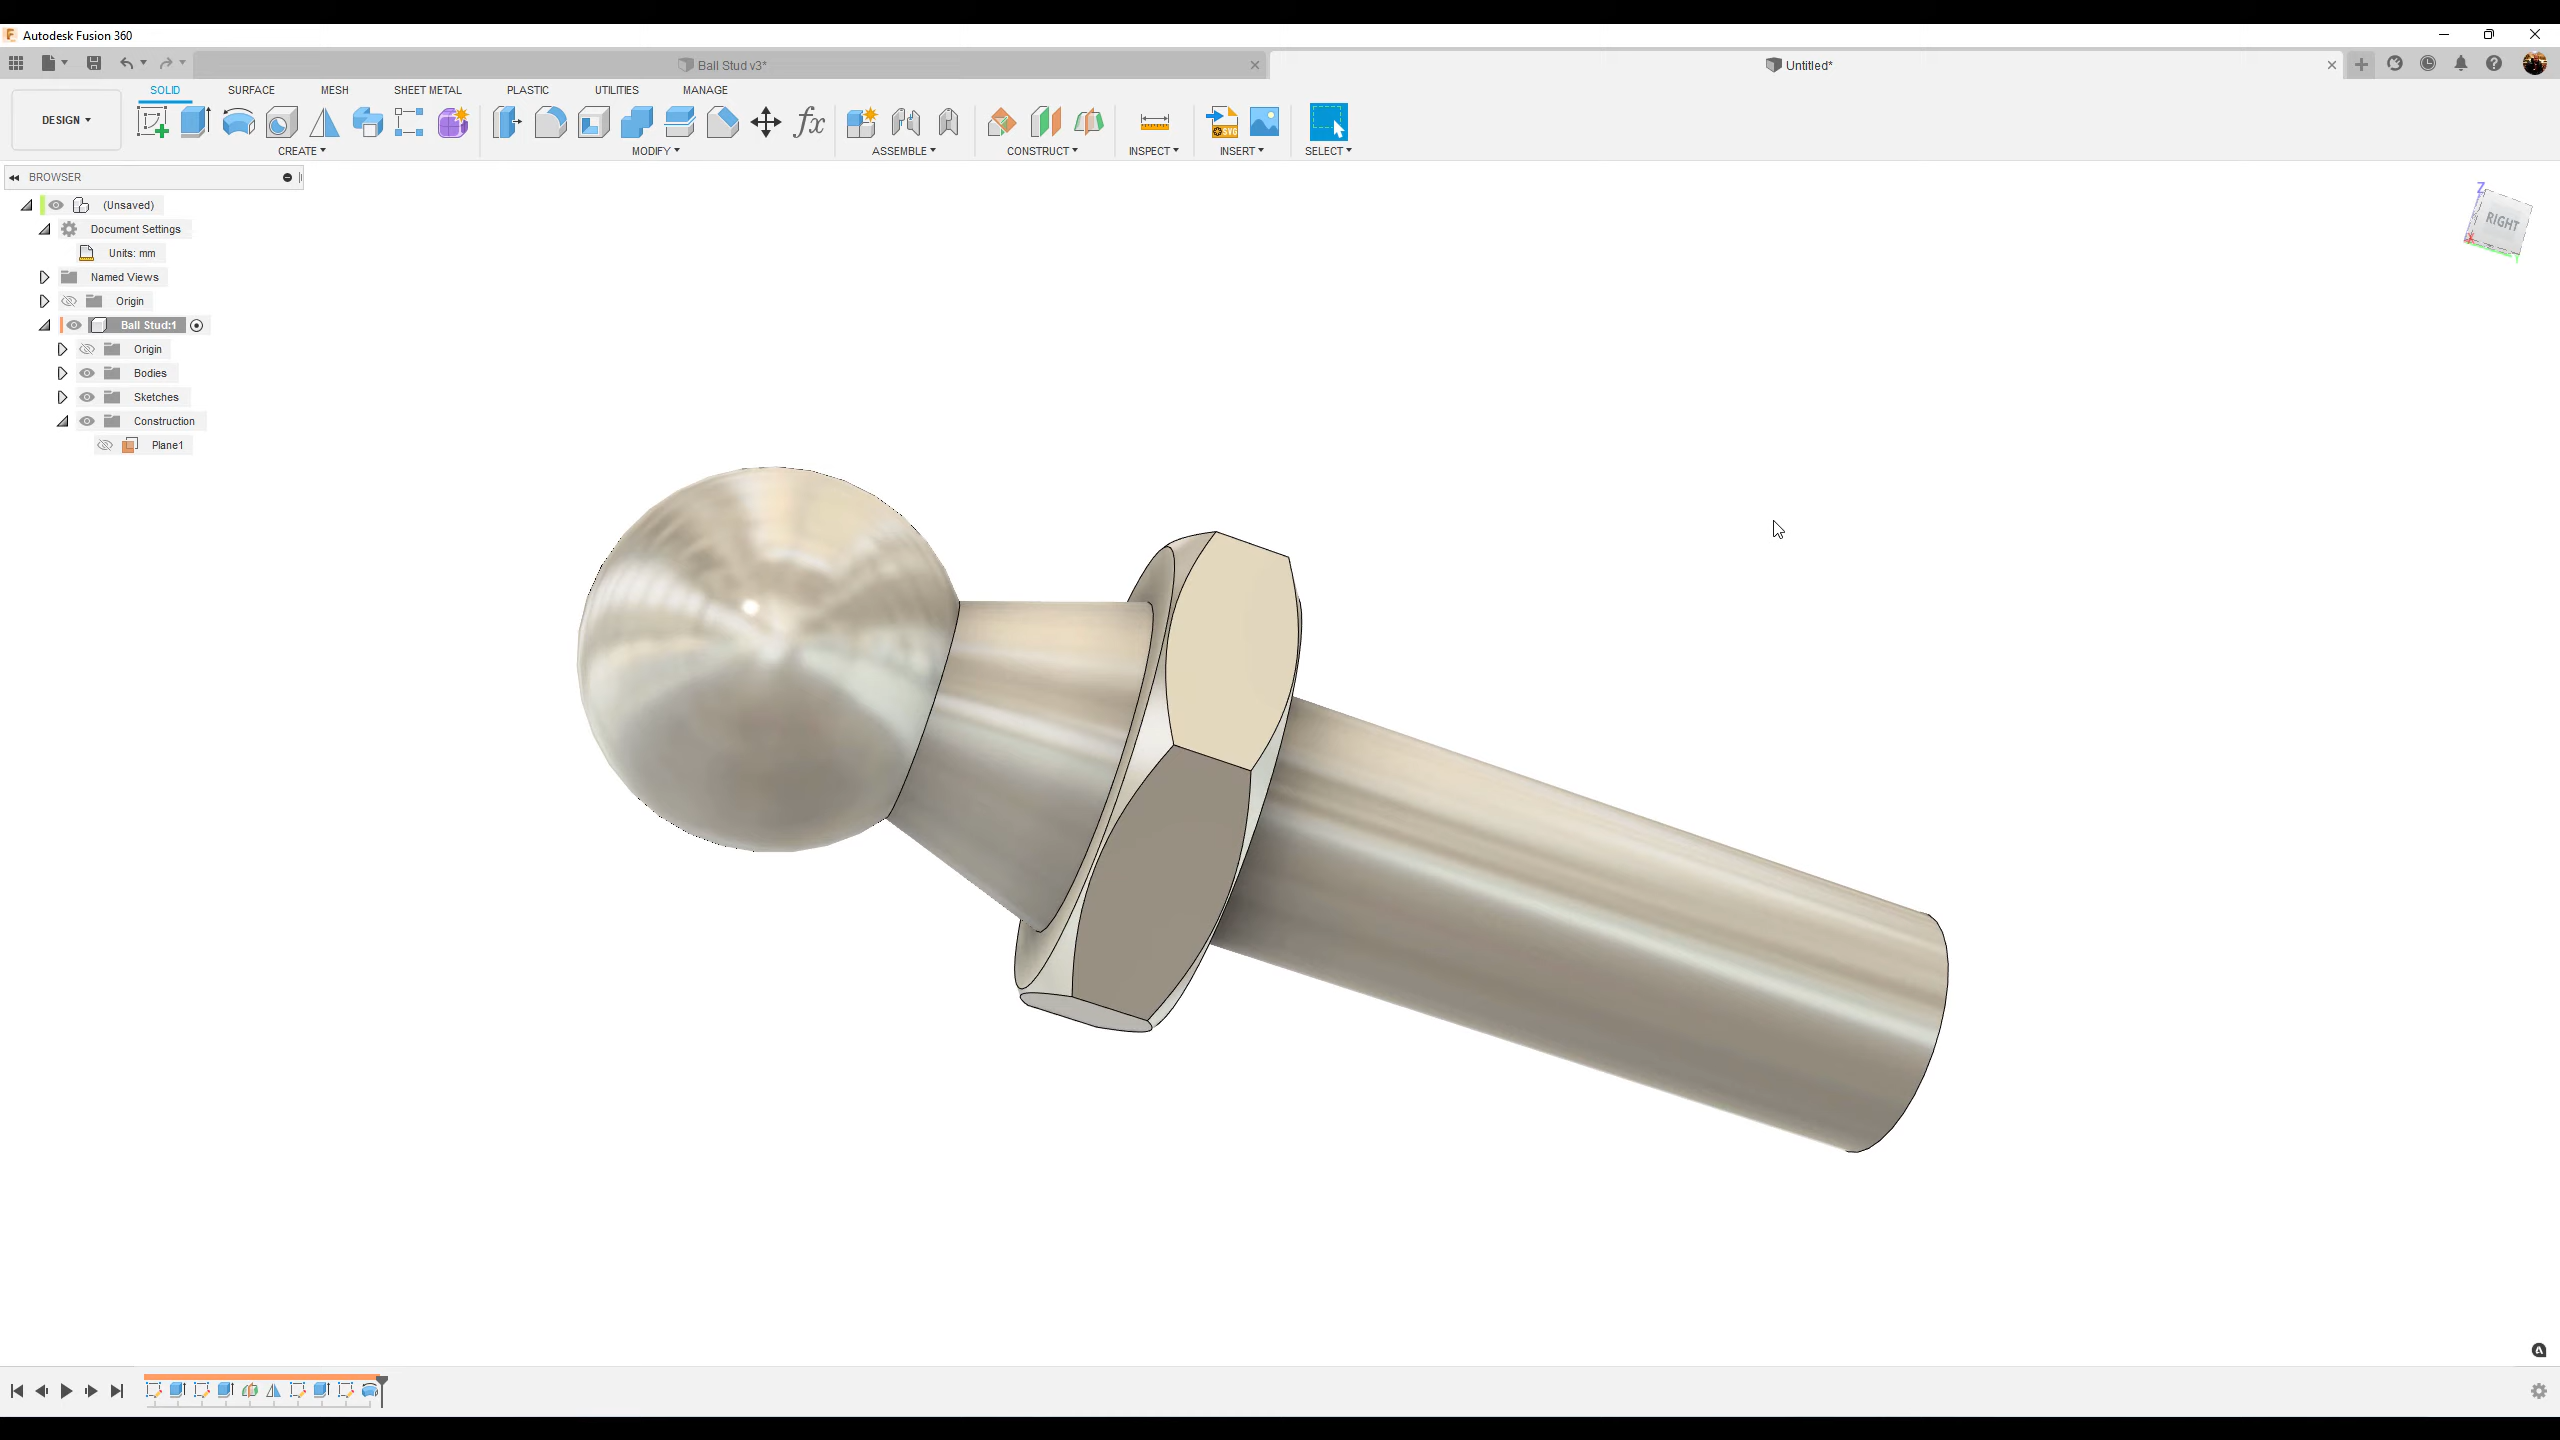 Autodesk Fusion 360
Ball Stud v3*
Untitled*
DESIGN
SOLID SURFACE MESH SHEET METAL PLASTIC UTILITIES MANAGE
fx
SVG
CREATE MODIFY ASSEMBLE CONSTRUCT INSPECT INSERT SELECT
BROWSER
(Unsaved)
Document Settings
Units: mm
Named Views
Origin
Ball Stud:1
Origin
Bodies
Sketches
Construction
Plane1
Z
RIGHT